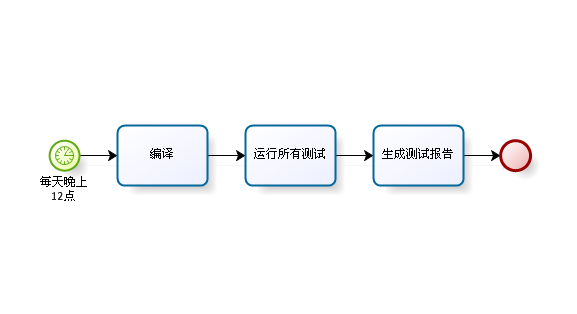 编译
运行所有测试
生成测试报告
每天晚上
12点